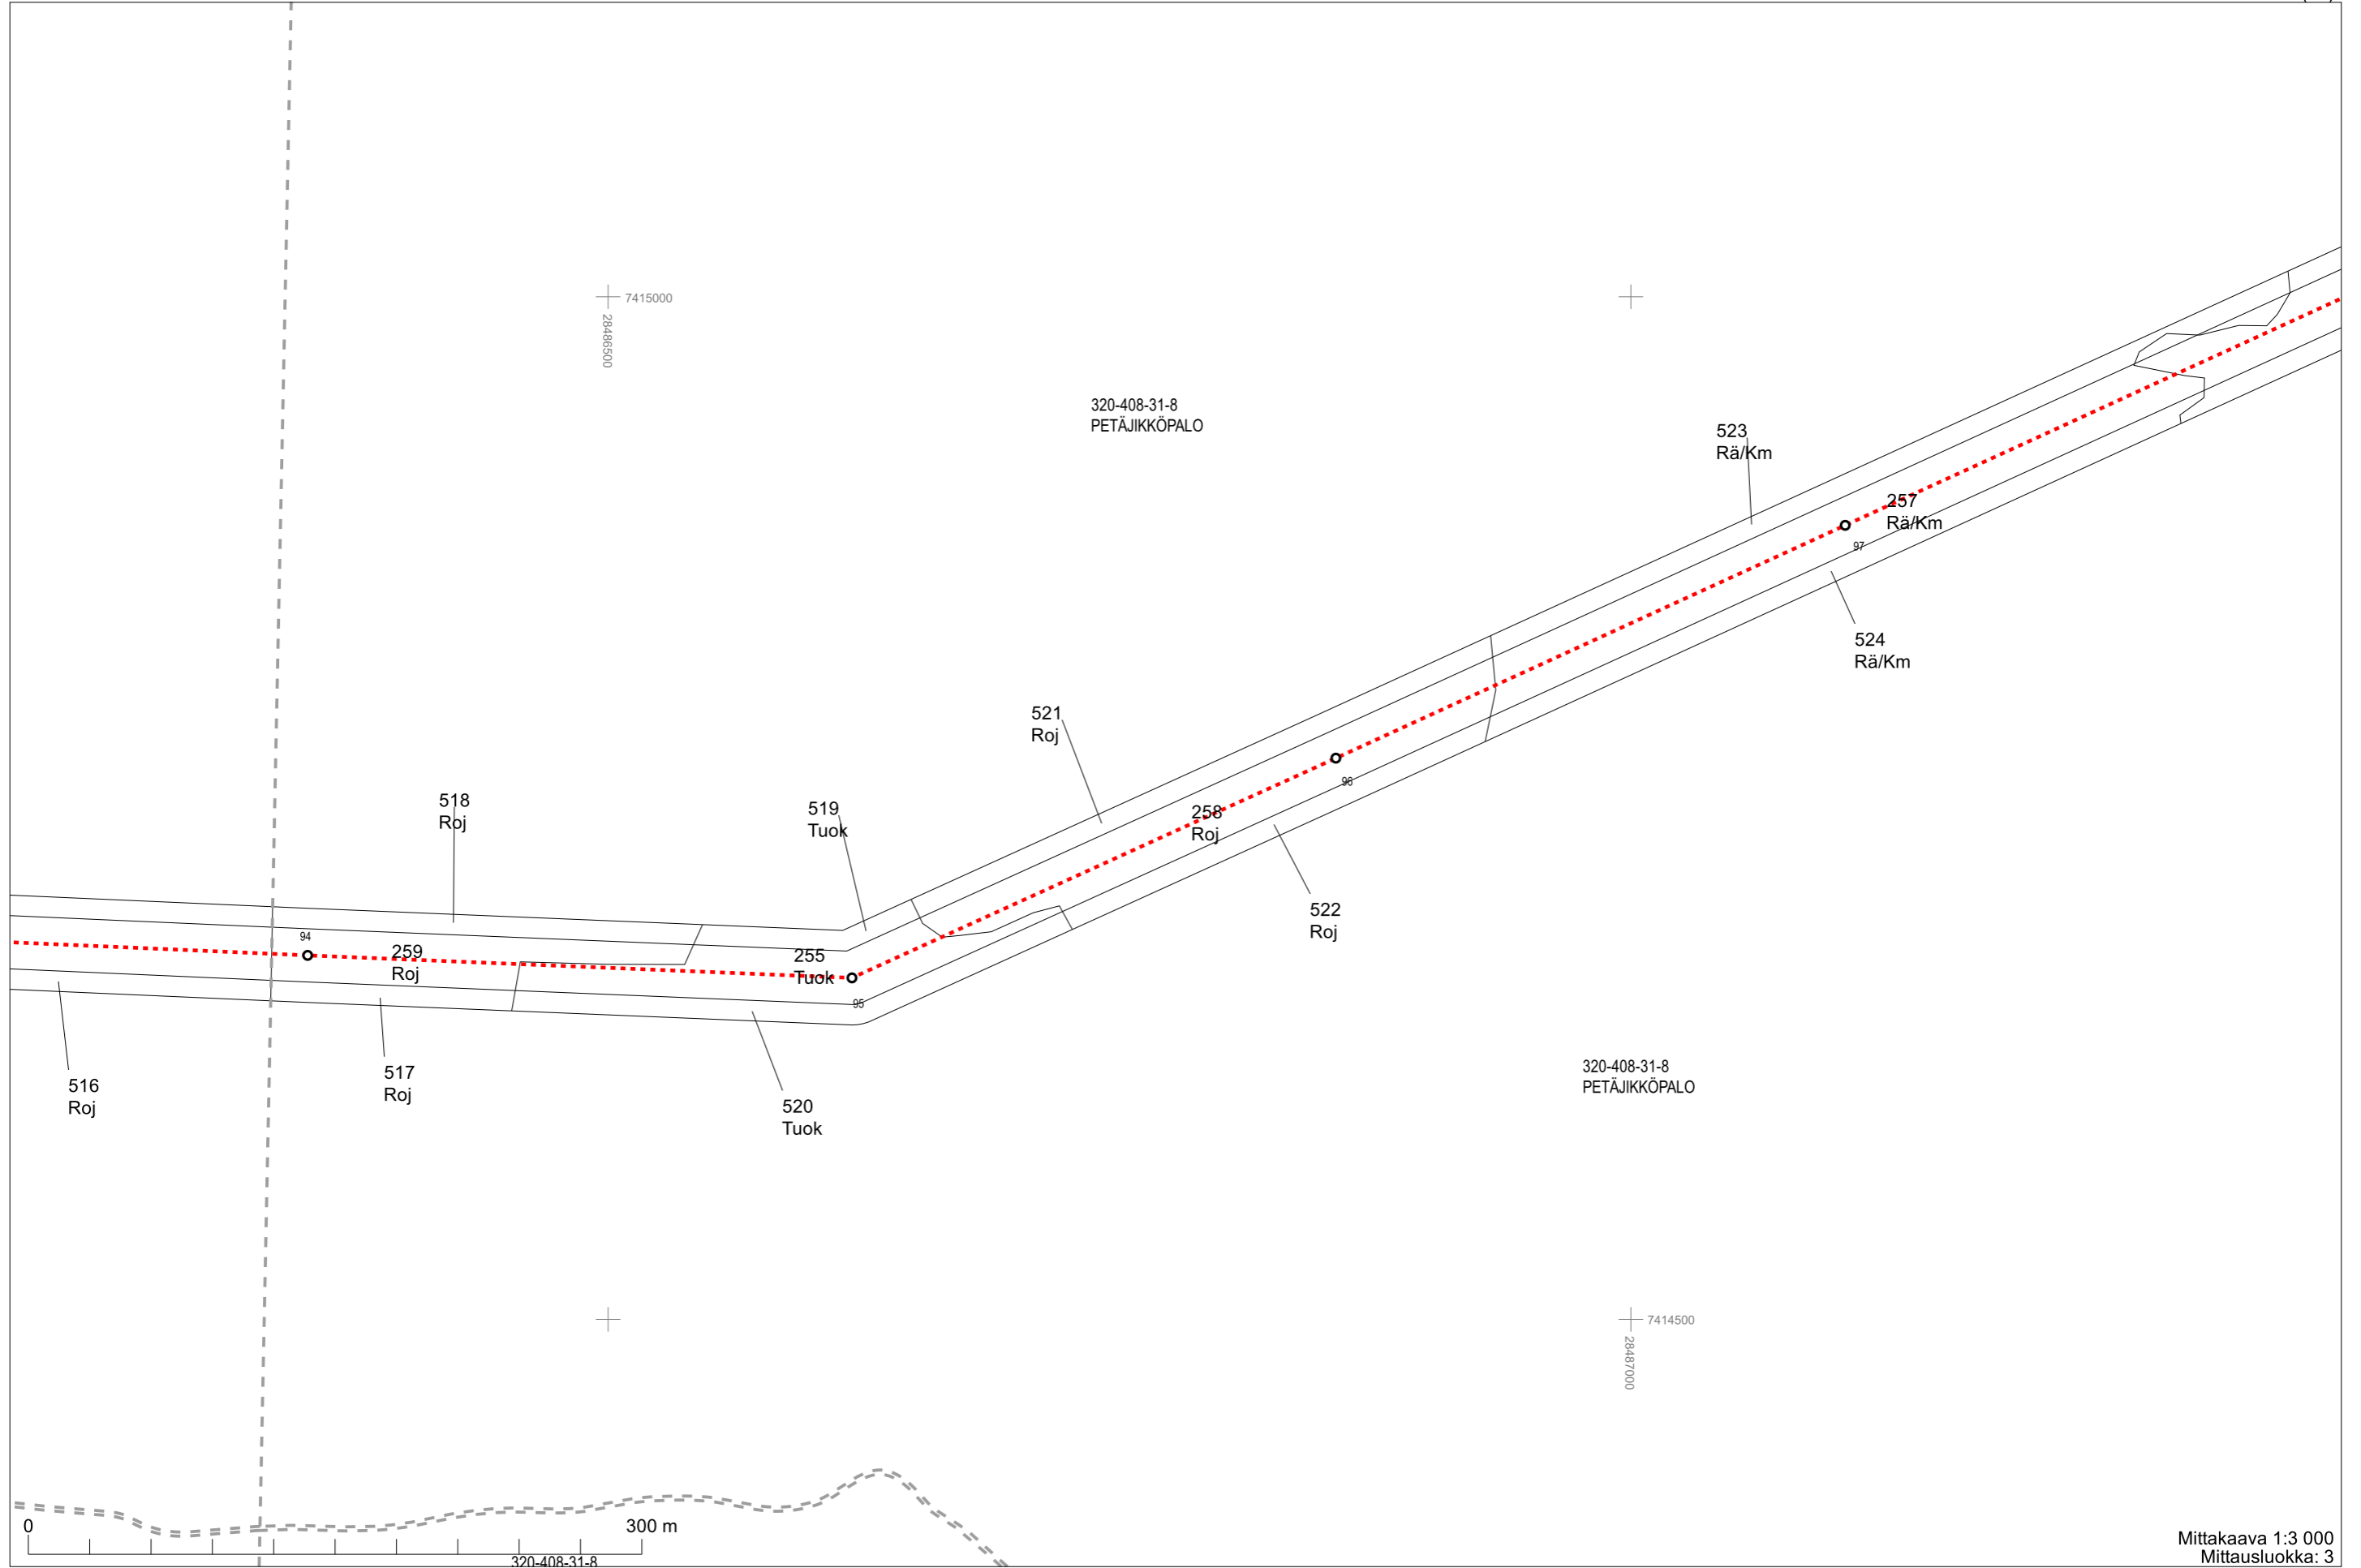 7415000
28486500
320-408-31-8
PETÄJIKKÖPALO
523
Rä/Km
257
Rä/Km
97
524
Rä/Km
521
Roj
96
258
Roj
518
Roj
519
Tuok
522
Roj
94
259
Roj
255
Tuok
95
516
Roj
517
Roj
520
Tuok
320-408-31-8
PETÄJIKKÖPALO
7414500
28487000
0
300 m
320-408-31-8
Mittakaava 1:3 000
Mittausluokka: 3